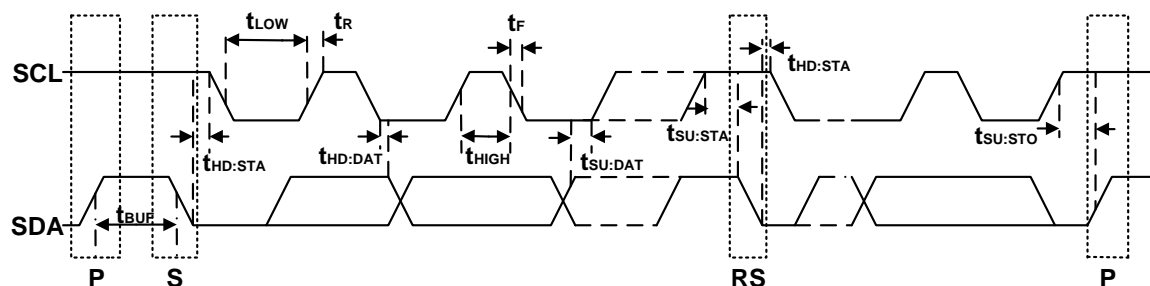 tLOW tR tF
SCL
tHD:STA
tHD:STA tHD:DAT tHIGH tSU:DAT tSU:STA tSU:STO
tBUF
SDA
P S RS P